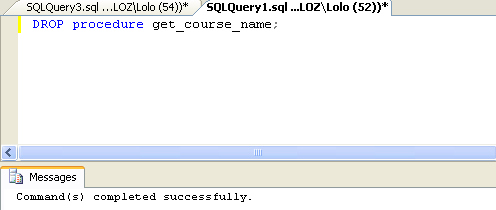 SQLQuery3.sql ...LOZ\Lolo (54))* SQLQuery1.sql ...LOZ\Lolo (52))*
DROP procedure get_course_name;
Messages
Command(s) completed successfully.